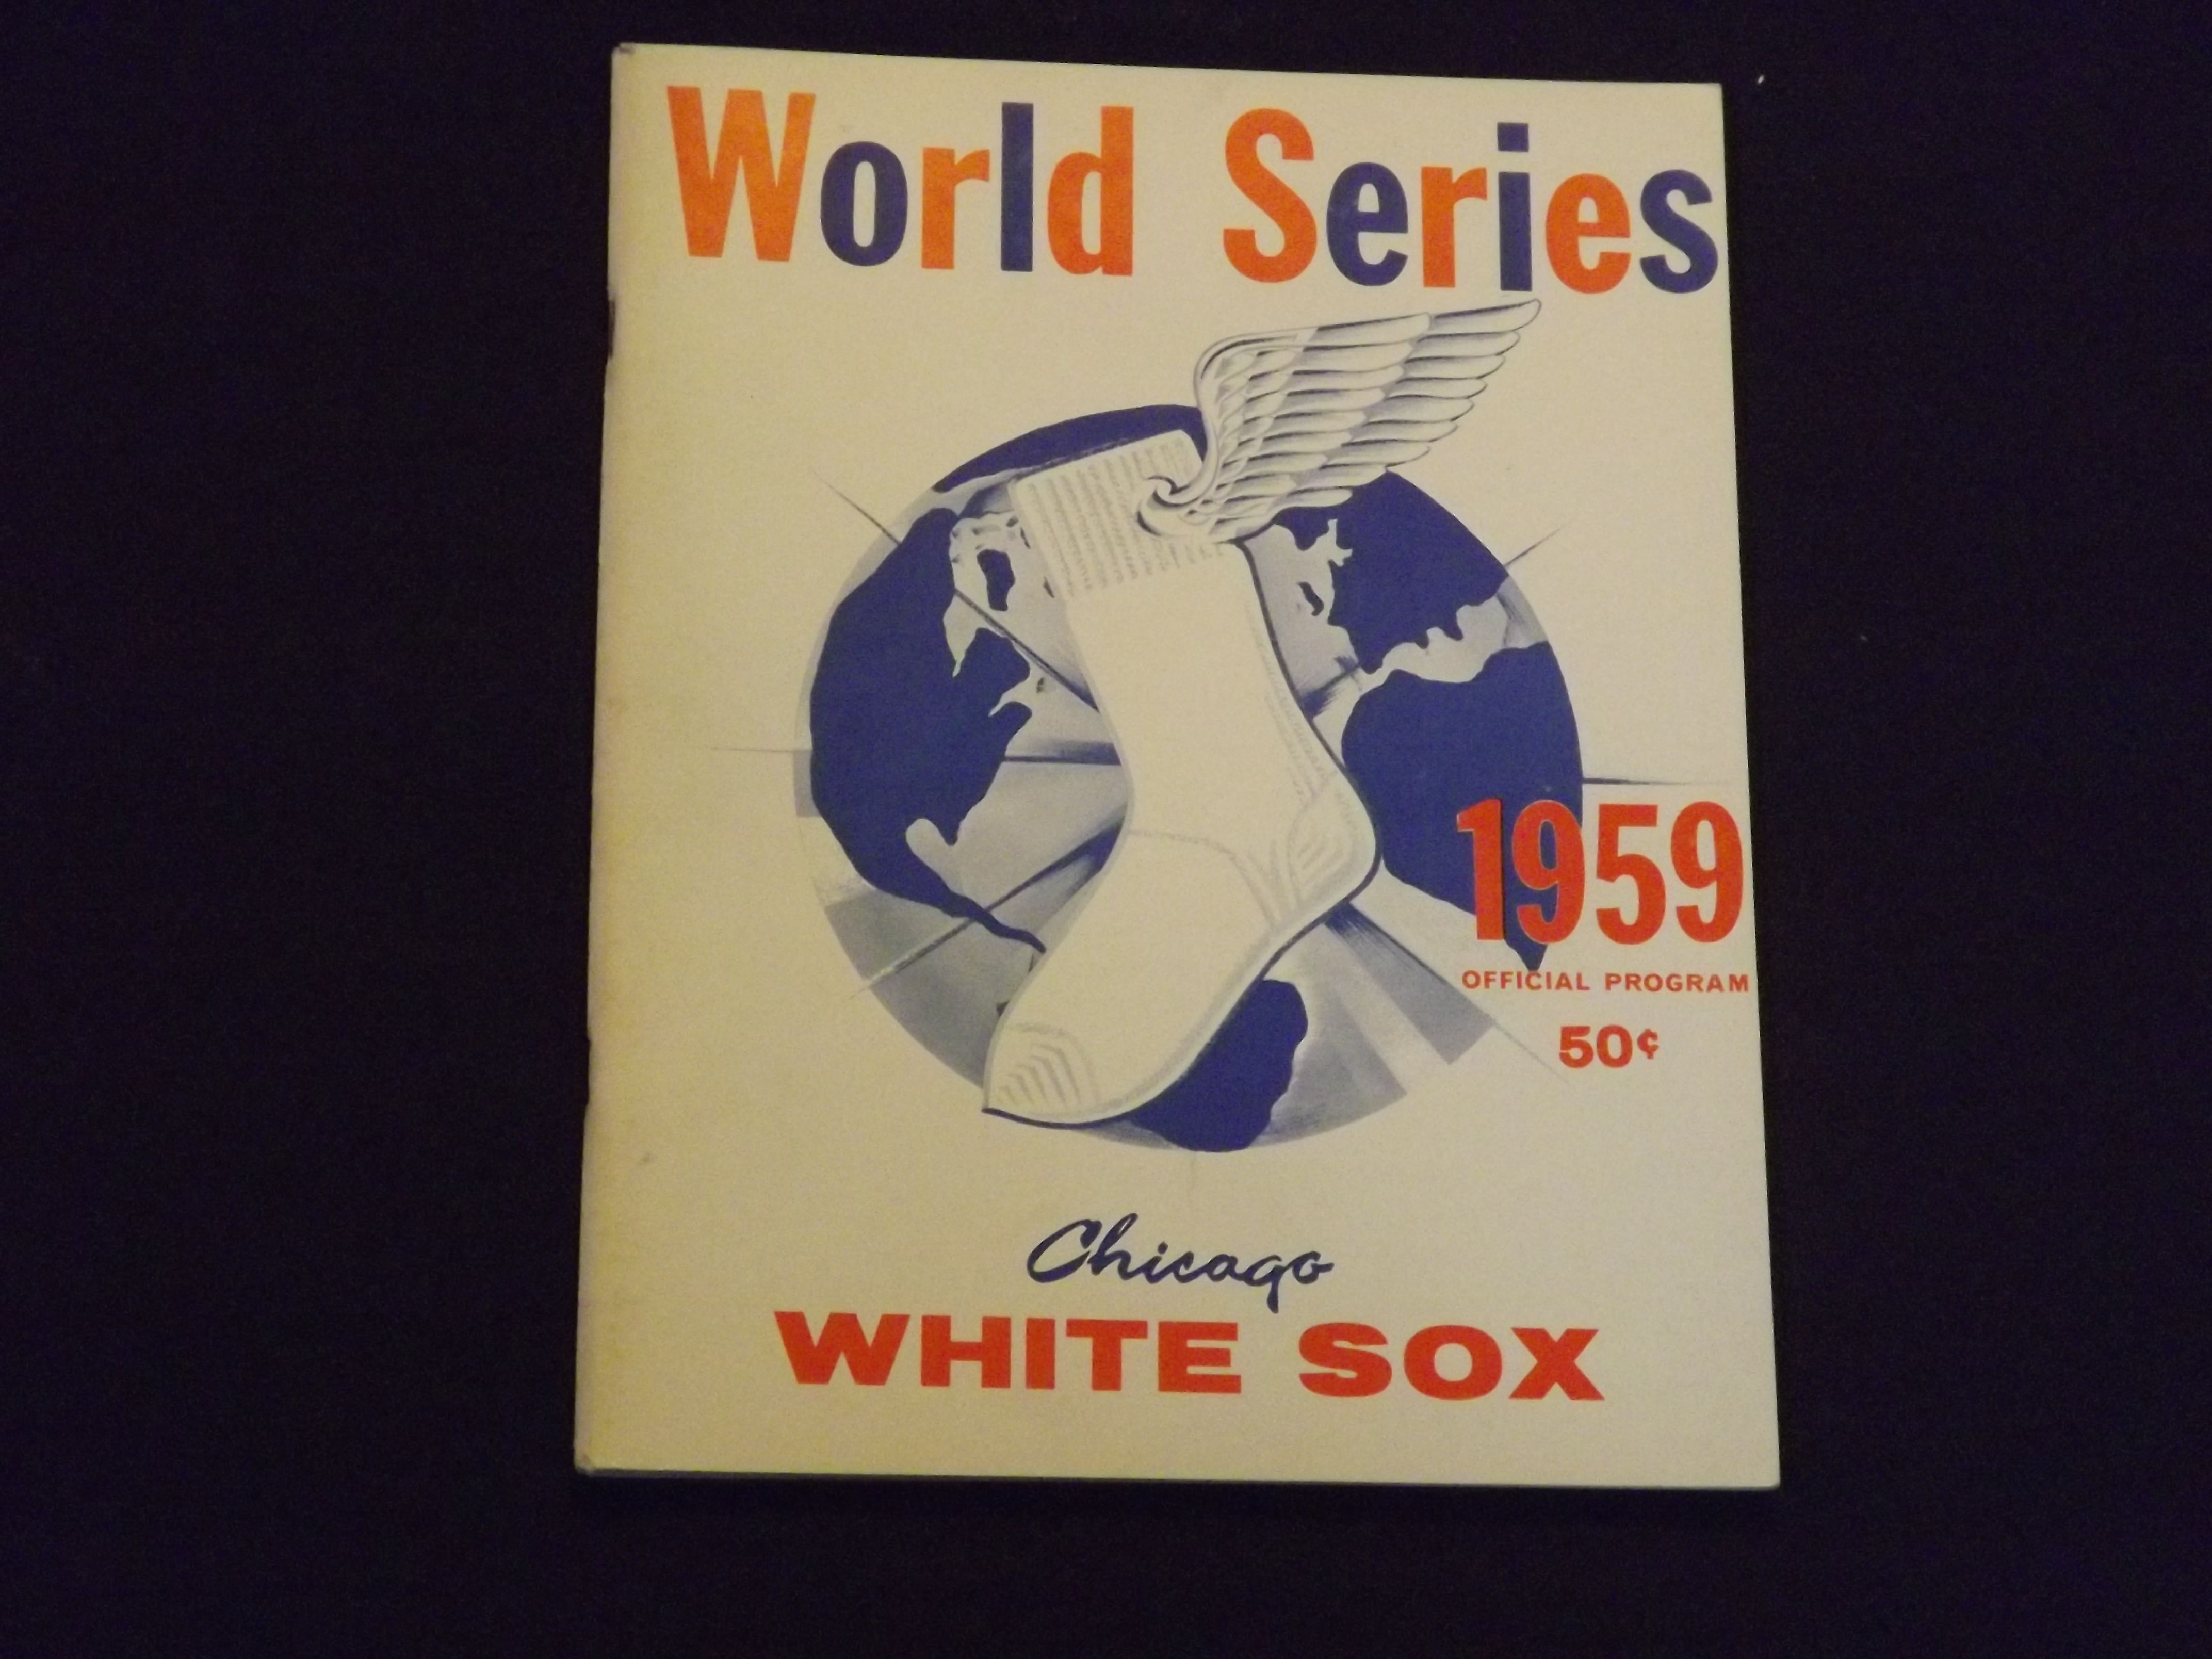 World Series
1959
OFFICIAL PROGRAM
50¢
Chicago
WHITE SOX